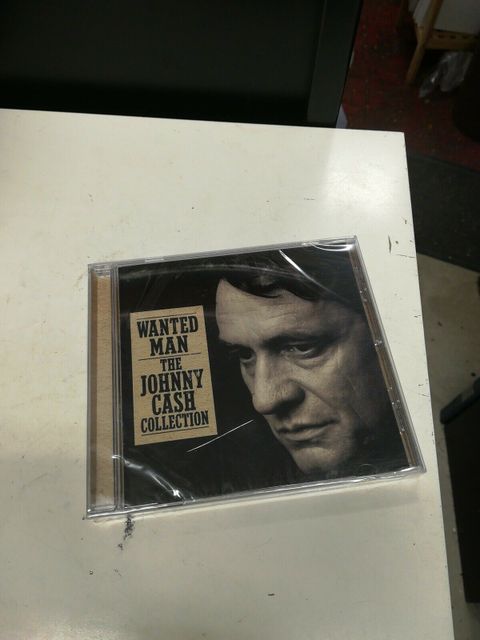 WANTED
MAN
THE
JOHNNY
CASH
COLLECTION